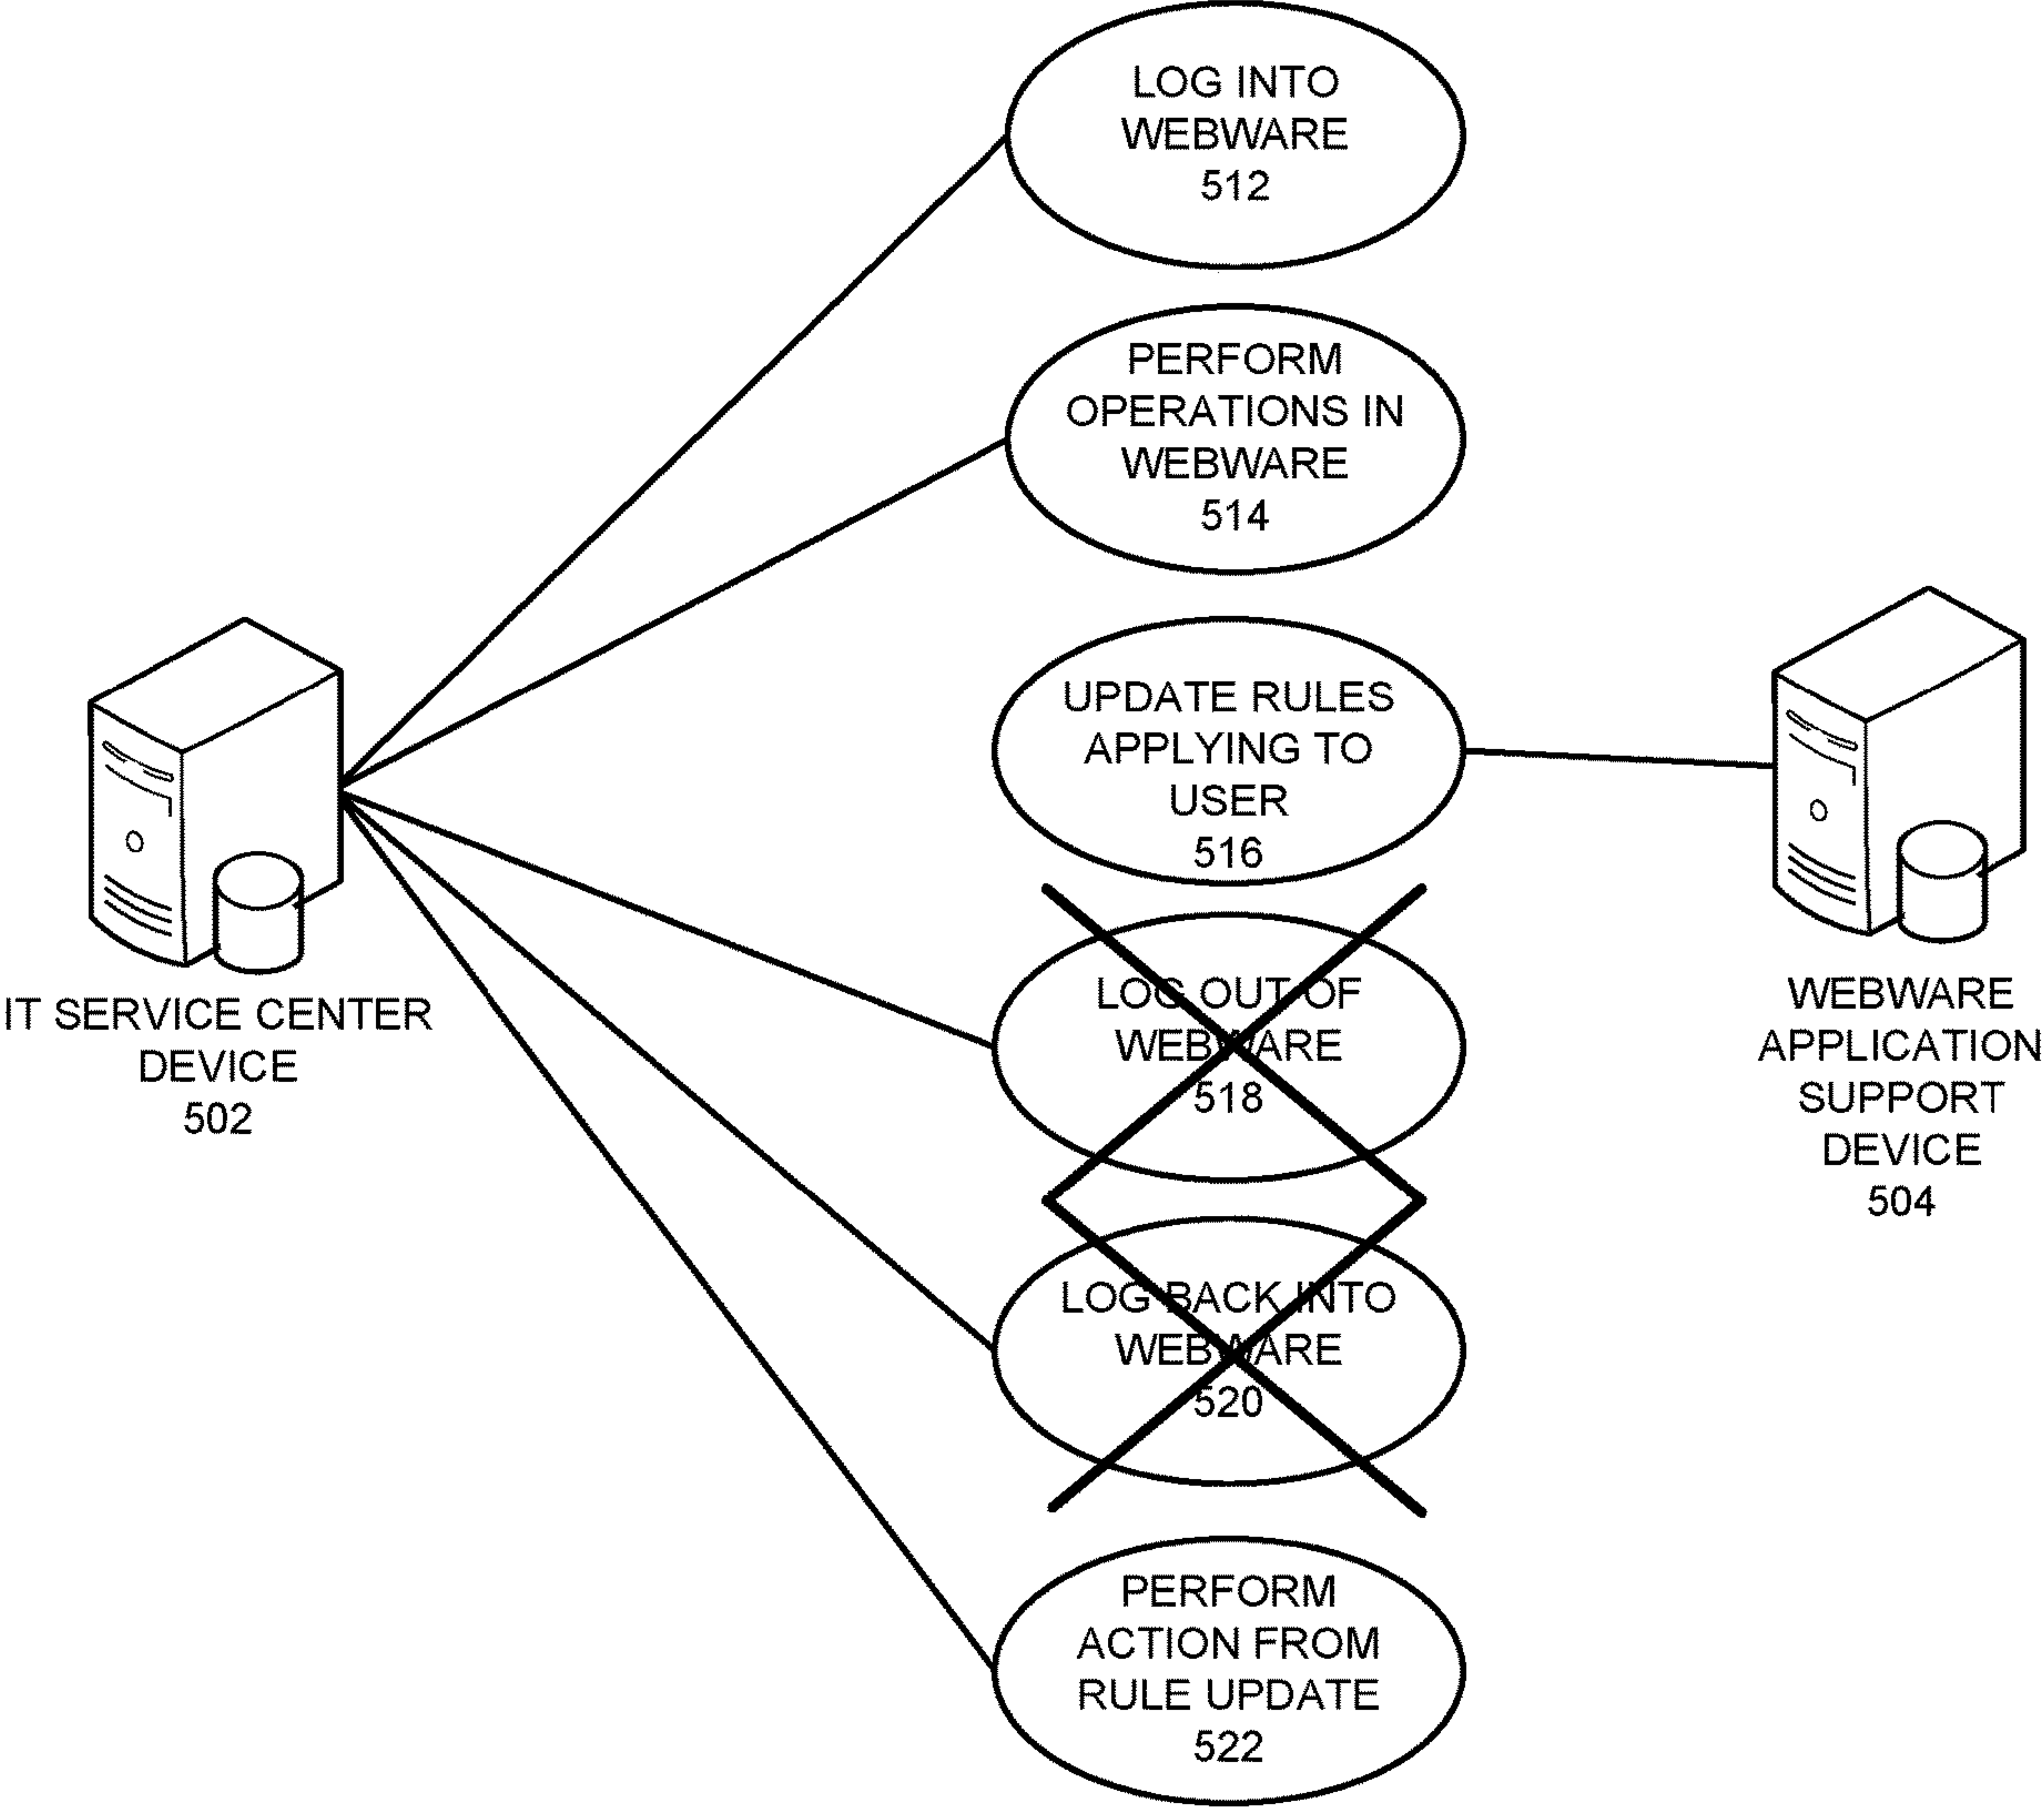 LOG INTO
WEBWARE
512
PERFORM
OPERATIONS IN
WEBWARE
514
UPDATE RULES
APPLYING TO
USER
516
LOG OUT OF
WEBWARE
518
LOG BACK INTO
WEBWARE
520
PERFORM
ACTION FROM
RULE UPDATE
522
IT SERVICE CENTER
DEVICE
502
WEBWARE
APPLICATION
SUPPORT
DEVICE
504